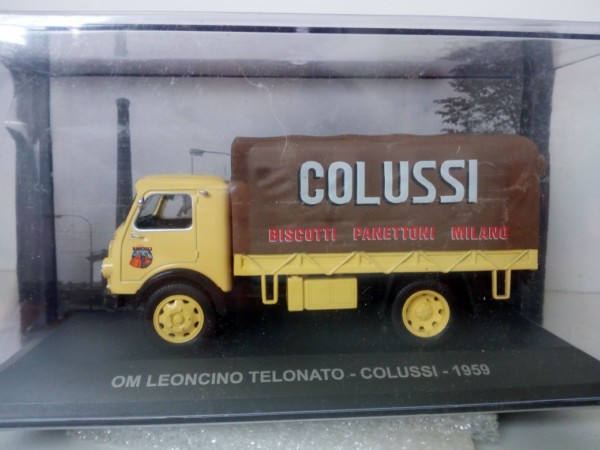 COLUSSI
BISCOTTI PANETTONI MILANO
OM LEONCINO TELONATO - COLUSSI - 1959